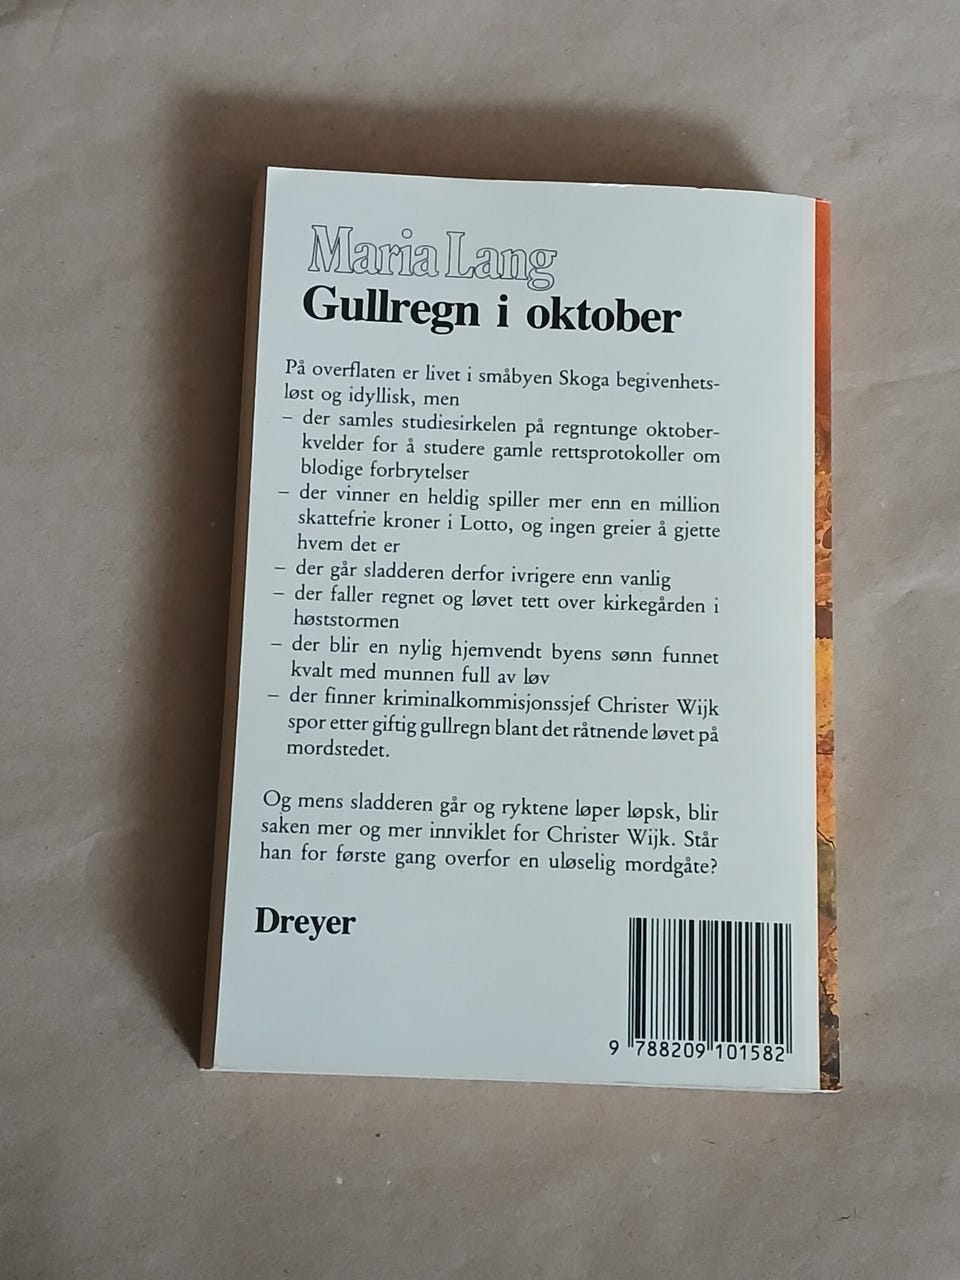 Maria Lang
Gullregn i oktober
På overflaten er livet i småbyen Skoga begivenhets-
løst og idyllisk, men
– der samles studiesirkelen på regntunge oktober-
kvelder for å studere gamle rettsprotokoller om
blodige forbrytelser
– der vinner en heldig spiller mer enn en million
skattefrie kroner i Lotto, og ingen greier å gjette
hvem det er
– der går sladderen derfor ivrigere enn vanlig
– der faller regnet og løvet tett over kirkegården i
høststormen
– der blir en nylig hjemvendt byens sønn funnet
kvalt med munnen full av løv
– der finner kriminalkommisjonssjef Christer Wijk
spor etter giftig gullregn blant det råtnende løvet på
mordstedet.
Og mens sladderen går og ryktene løper løpsk, blir
saken mer og mer innviklet for Christer Wijk. Står
han for første gang overfor en uløselig mordgåte?
Dreyer
9 788209 101582